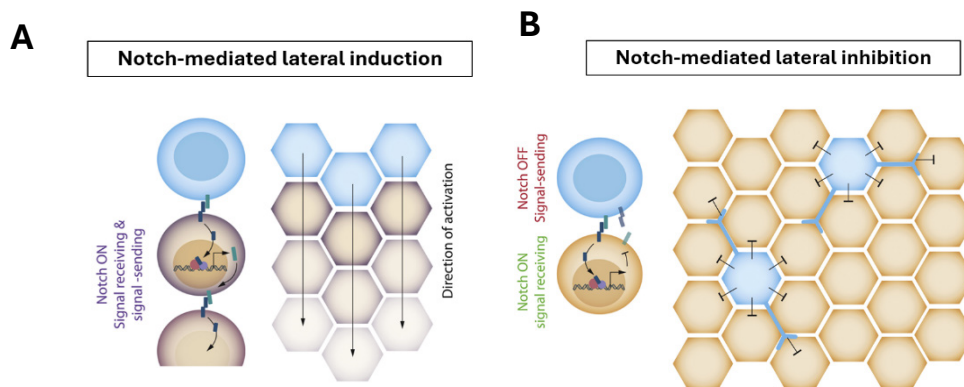 A
Notch-mediated lateral induction
Notch ON
Signal receiving &
signal -sending
Direction of activation
B
Notch-mediated lateral inhibition
Notch OFF
Signal-sending
Notch ON
signal receiving